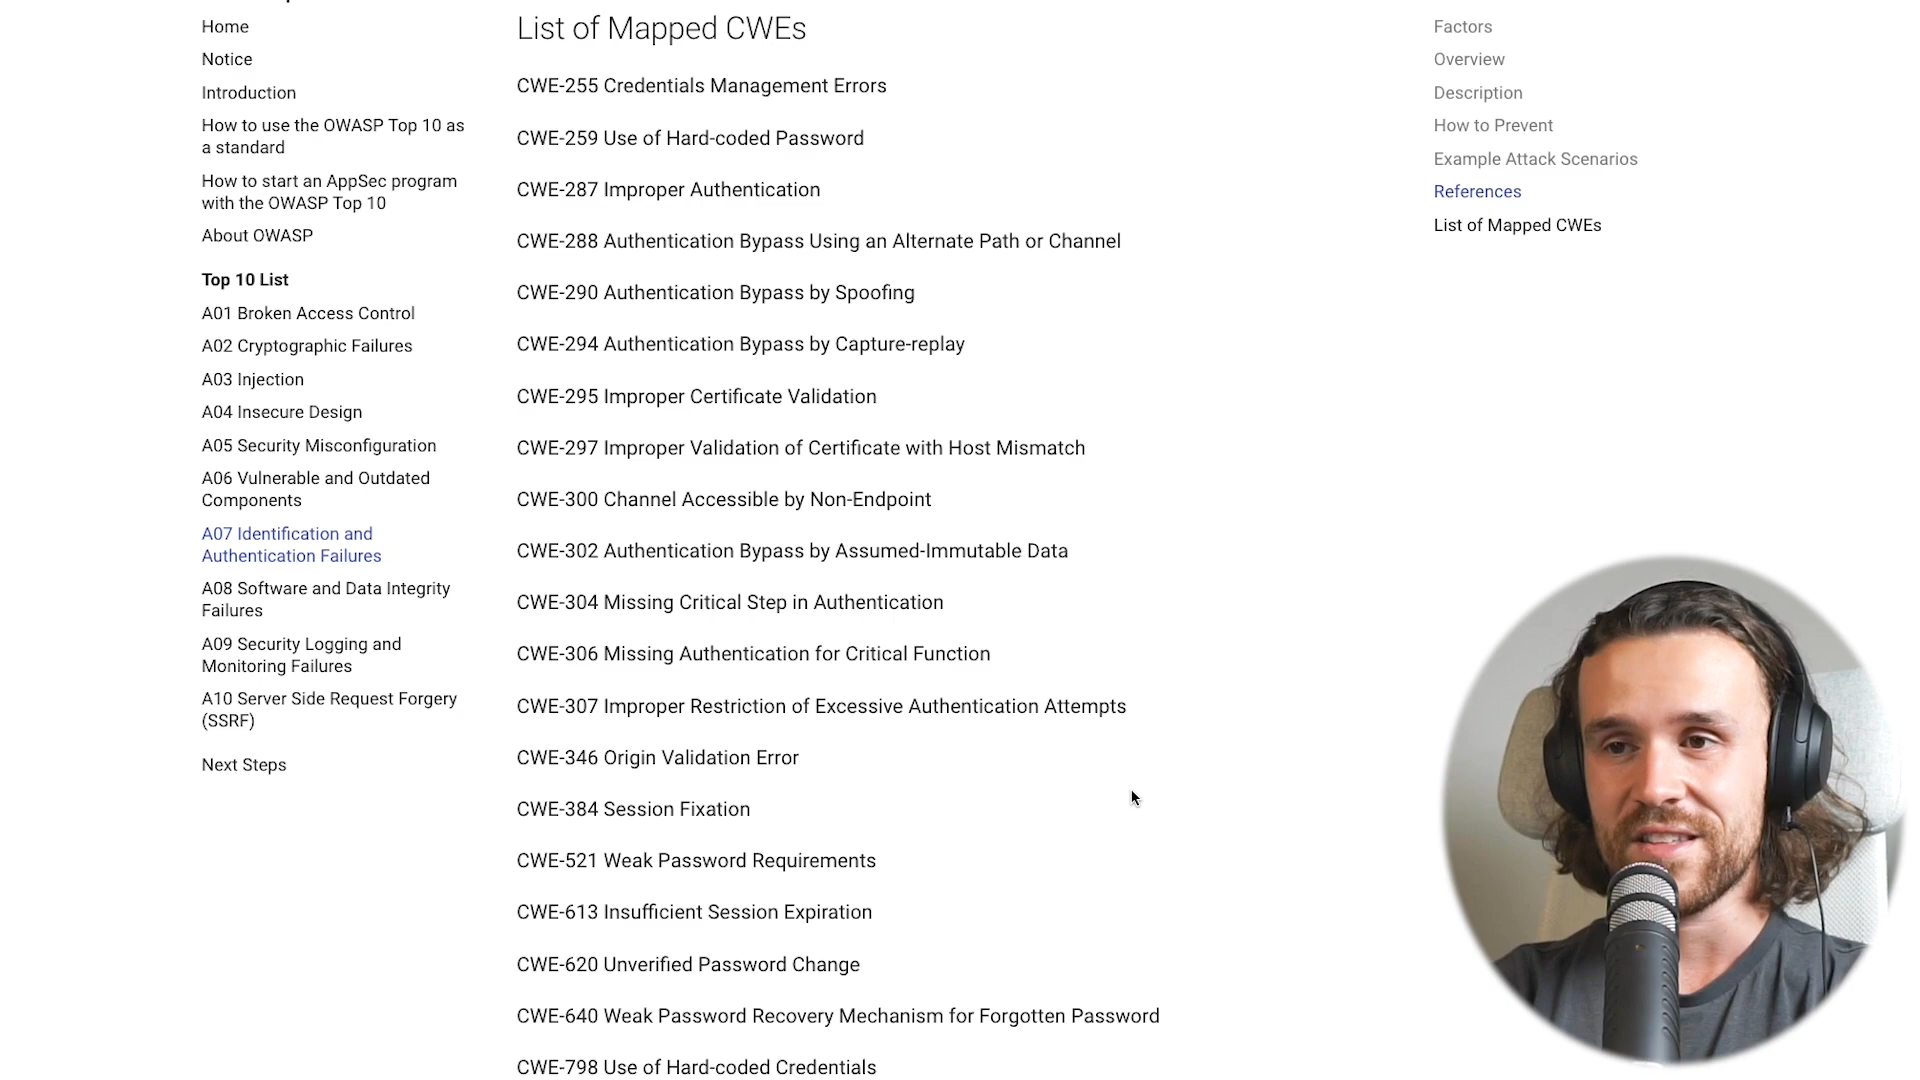 Home
Notice
Introduction
How to use the OWASP Top 10 as
a standard
How to start an AppSec program
with the OWASP Top 10
About OWASP
Top 10 List
A01 Broken Access Control
A02 Cryptographic Failures
A03 Injection
A04 Insecure Design
A05 Security Misconfiguration
A06 Vulnerable and Outdated
Components
A07 Identification and
Authentication Failures
A08 Software and Data Integrity
Failures
A09 Security Logging and
Monitoring Failures
A10 Server Side Request Forgery
(SSRF)
Next Steps
List of Mapped CWEs
CWE-255 Credentials Management Errors
CWE-259 Use of Hard-coded Password
CWE-287 Improper Authentication
CWE-288 Authentication Bypass Using an Alternate Path or Channel
CWE-290 Authentication Bypass by Spoofing
CWE-294 Authentication Bypass by Capture-replay
CWE-295 Improper Certificate Validation
CWE-297 Improper Validation of Certificate with Host Mismatch
CWE-300 Channel Accessible by Non-Endpoint
CWE-302 Authentication Bypass by Assumed-Immutable Data
CWE-304 Missing Critical Step in Authentication
CWE-306 Missing Authentication for Critical Function
CWE-307 Improper Restriction of Excessive Authentication Attempts
CWE-346 Origin Validation Error
CWE-384 Session Fixation
CWE-521 Weak Password Requirements
CWE-613 Insufficient Session Expiration
CWE-620 Unverified Password Change
CWE-640 Weak Password Recovery Mechanism for Forgotten Password
CWE-798 Use of Hard-coded Credentials
Factors
Overview
Description
How to Prevent
Example Attack Scenarios
References
List of Mapped CWEs